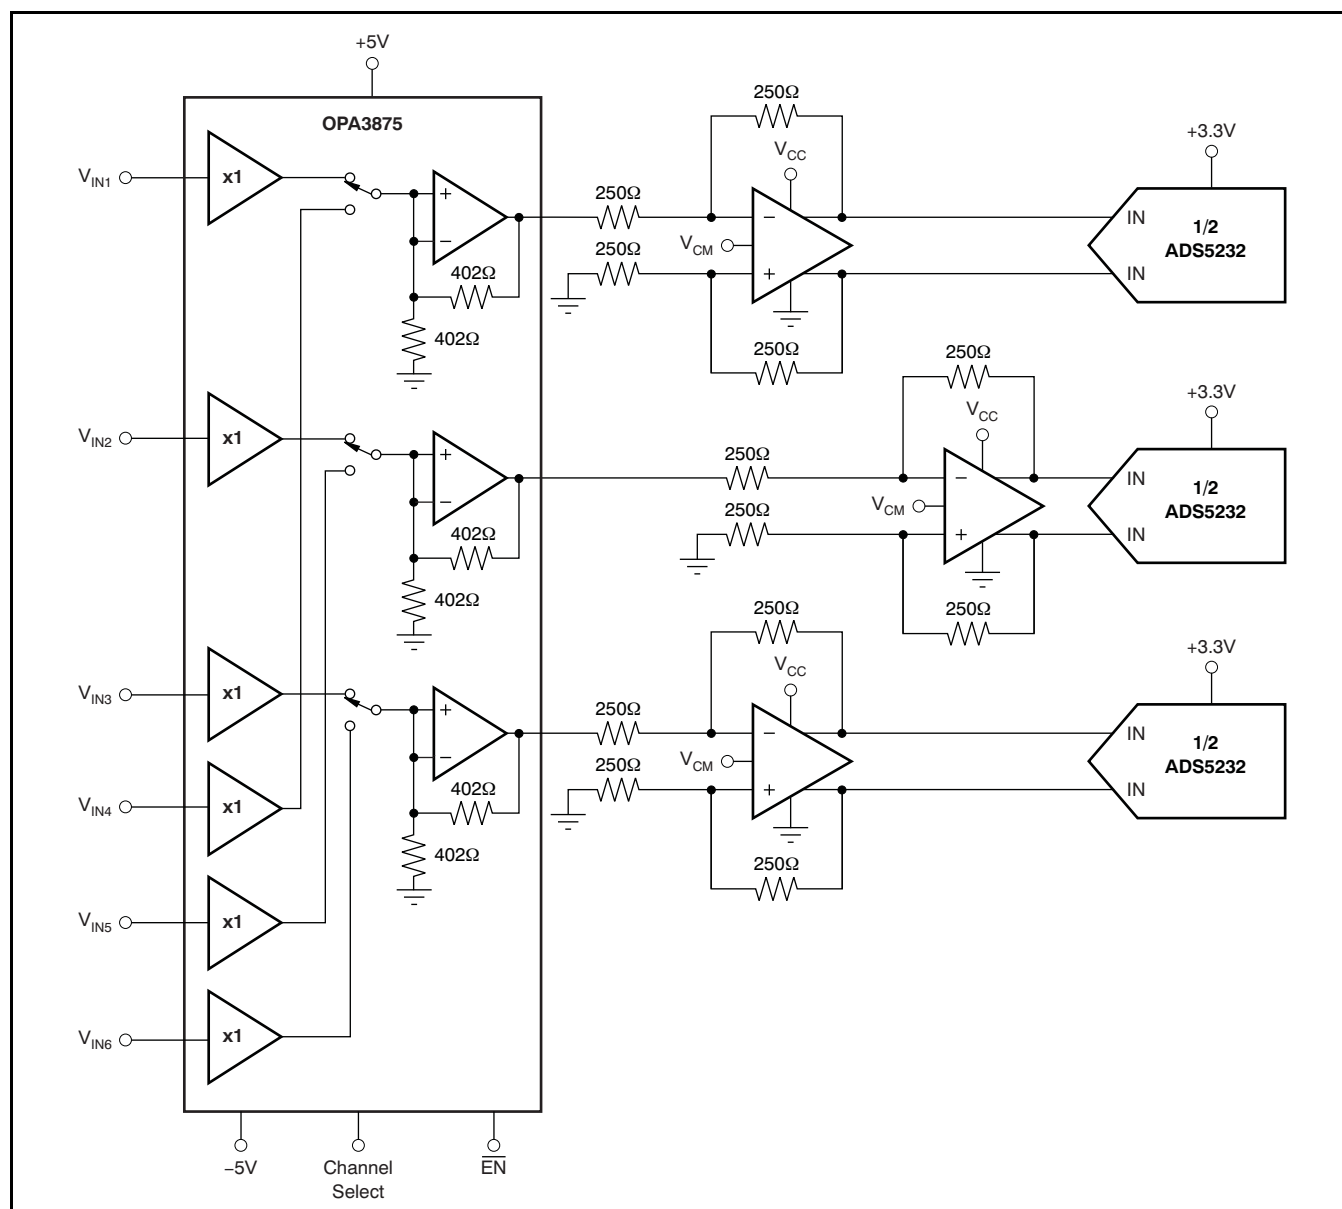 +5V
OPA3875
250Ω
+3.3V
V_CC
V_IN1
x1
+
−
250Ω
250Ω
V_CM
−
+
IN
IN
1/2
ADS5232
402Ω
402Ω
250Ω
250Ω
+3.3V
V_CC
V_IN2
x1
+
−
250Ω
250Ω
V_CM
−
+
IN
IN
1/2
ADS5232
402Ω
402Ω
250Ω
250Ω
+3.3V
V_CC
V_IN3
x1
+
−
250Ω
250Ω
V_CM
−
+
IN
IN
1/2
ADS5232
402Ω
402Ω
250Ω
V_IN4
x1
V_IN5
x1
V_IN6
x1
−5V
Channel
Select
E̅N̅